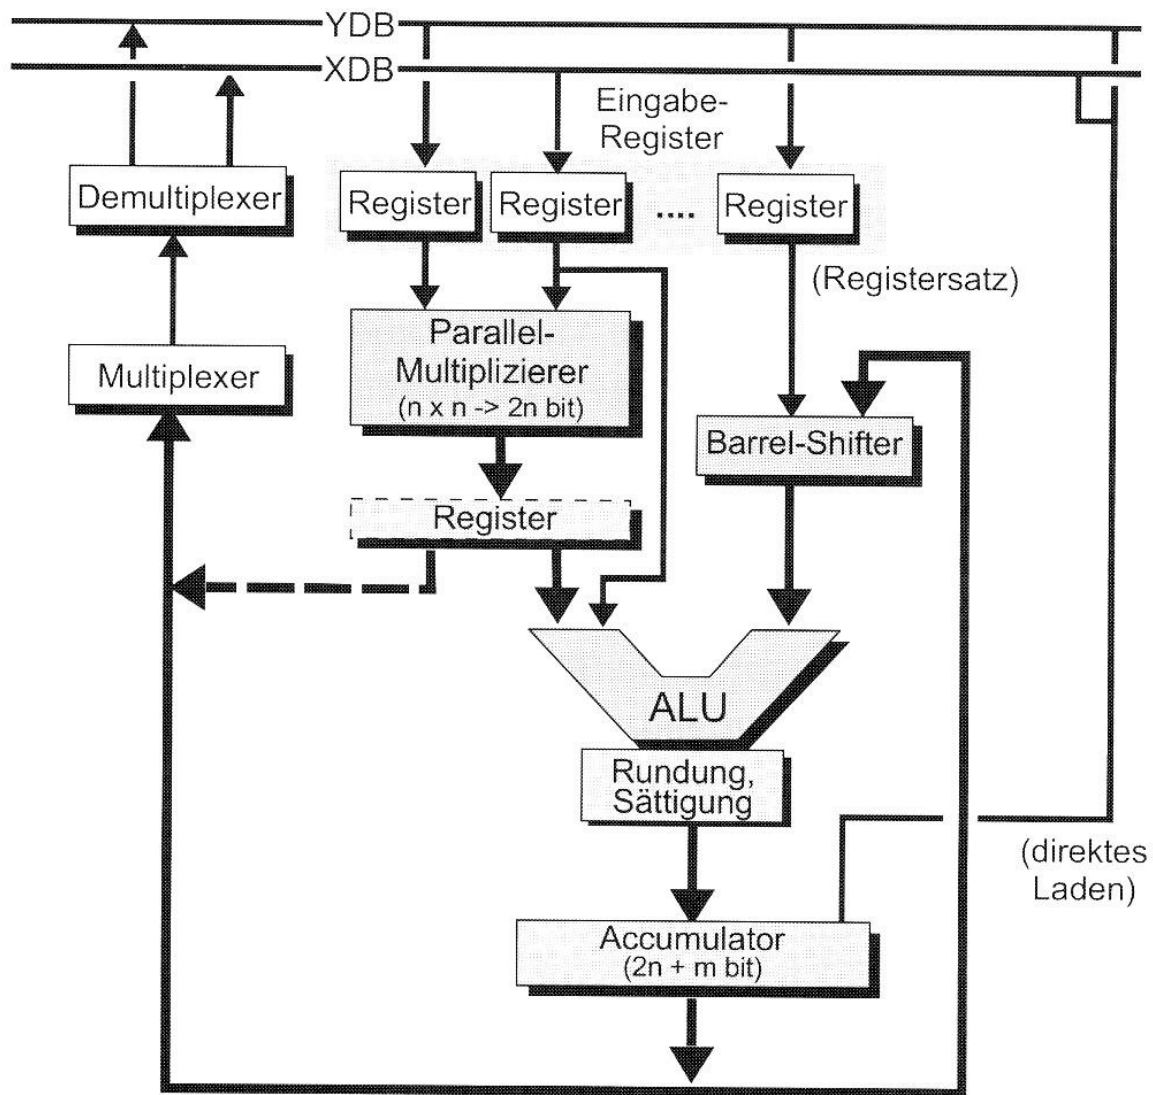 YDB
XDB
Eingabe-
Register
Demultiplexer
Register
Register
....
Register
(Registersatz)
Parallel-
Multiplizierer
(n x n -> 2n bit)
Multiplexer
Barrel-Shifter
Register
ALU
Rundung,
Sättigung
(direktes
Laden)
Accumulator
(2n + m bit)